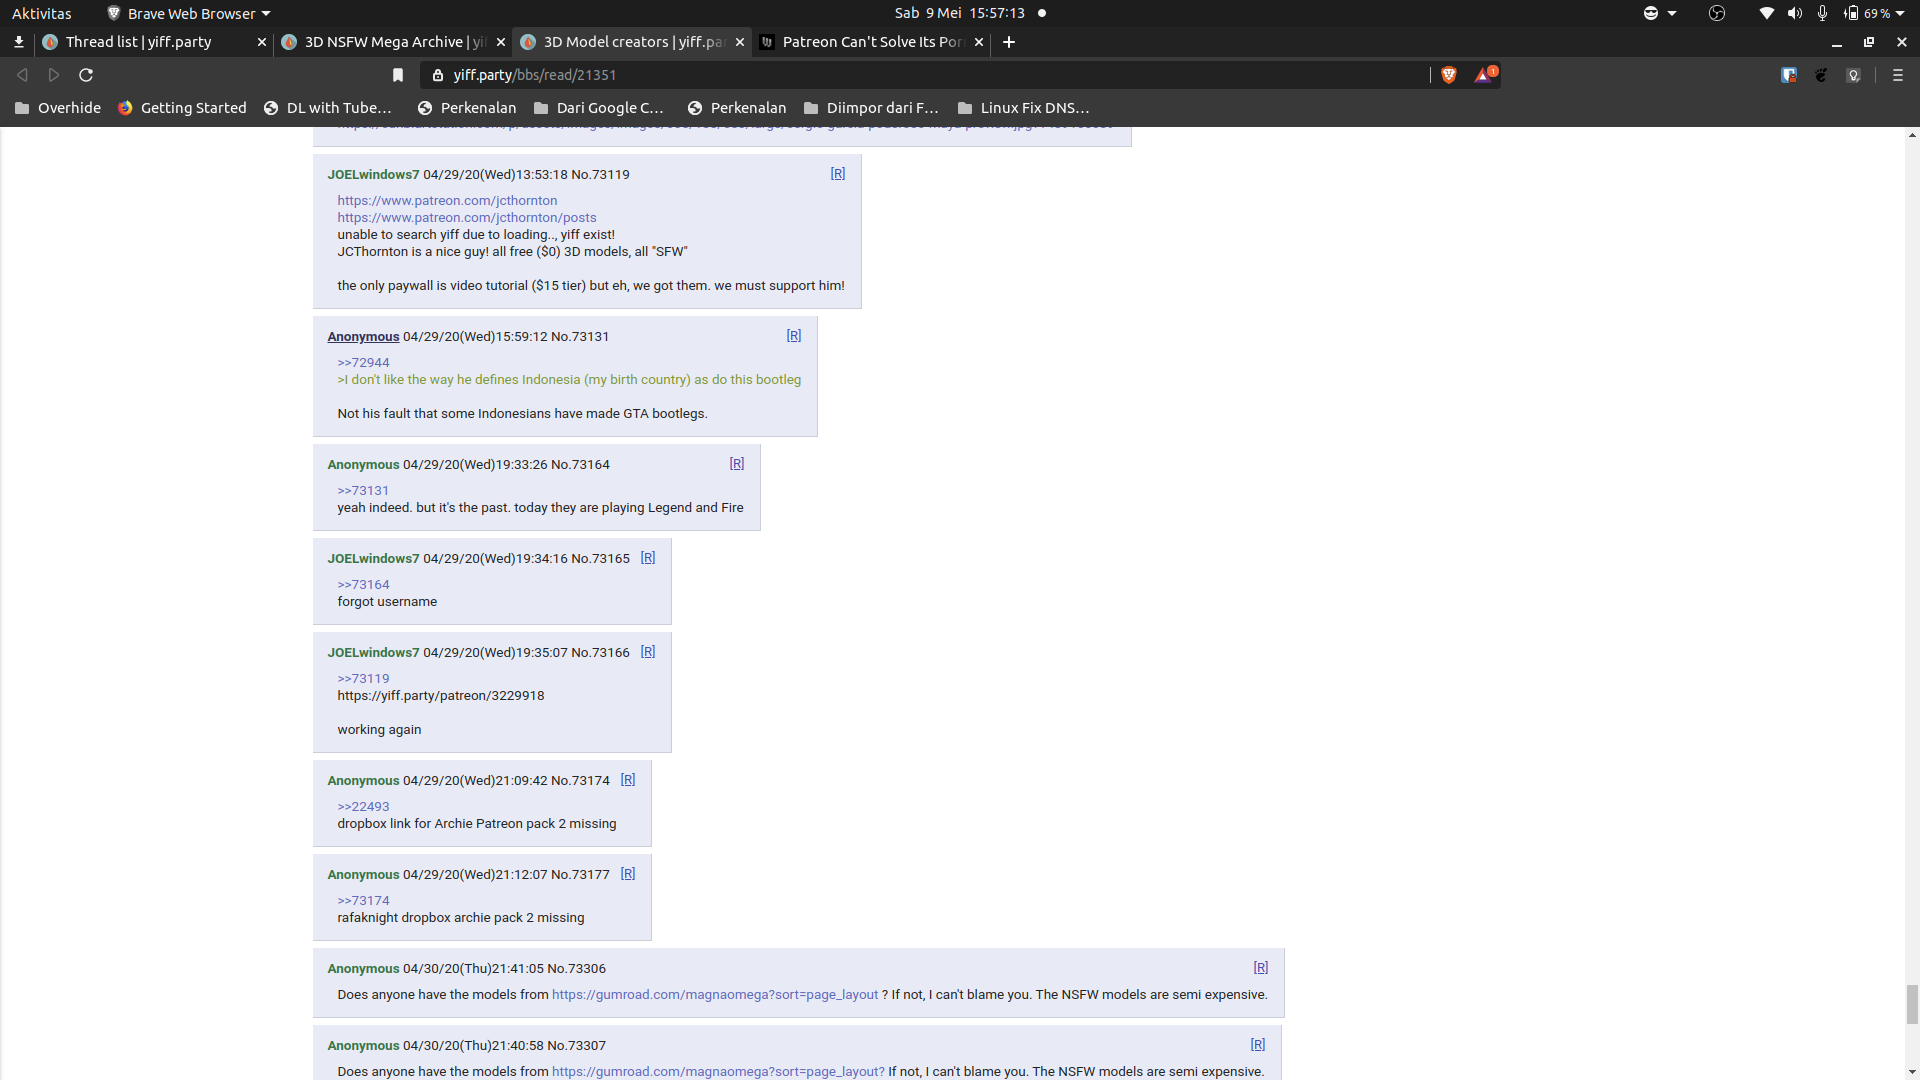 Aktivitas
Brave Web Browser
Sab 9 Mei 15:57:13
69 %
Thread list | yiff.party
3D NSFW Mega Archive | yi
3D Model creators | yiff.pa
Patreon Can't Solve Its Por
yiff.party/bbs/read/21351
1
Overhide
Getting Started
DL with Tube...
Perkenalan
Dari Google C...
Perkenalan
Diimpor dari F...
Linux Fix DNS...
JOELwindows7 04/29/20(Wed)13:53:18 No.73119 [R]
https://www.patreon.com/jcthornton
https://www.patreon.com/jcthornton/posts
unable to search yiff due to loading.., yiff exist!
JCThornton is a nice guy! all free ($0) 3D models, all "SFW"
the only paywall is video tutorial ($15 tier) but eh, we got them. we must support him!
Anonymous 04/29/20(Wed)15:59:12 No.73131 [R]
>>72944
>I don't like the way he defines Indonesia (my birth country) as do this bootleg
Not his fault that some Indonesians have made GTA bootlegs.
Anonymous 04/29/20(Wed)19:33:26 No.73164 [R]
>>73131
yeah indeed. but it's the past. today they are playing Legend and Fire
JOELwindows7 04/29/20(Wed)19:34:16 No.73165 [R]
>>73164
forgot username
JOELwindows7 04/29/20(Wed)19:35:07 No.73166 [R]
>>73119
https://yiff.party/patreon/3229918
working again
Anonymous 04/29/20(Wed)21:09:42 No.73174 [R]
>>22493
dropbox link for Archie Patreon pack 2 missing
Anonymous 04/29/20(Wed)21:12:07 No.73177 [R]
>>73174
rafaknight dropbox archie pack 2 missing
Anonymous 04/30/20(Thu)21:41:05 No.73306 [R]
Does anyone have the models from https://gumroad.com/magnaomega?sort=page_layout ? If not, I can't blame you. The NSFW models are semi expensive.
Anonymous 04/30/20(Thu)21:40:58 No.73307 [R]
Does anyone have the models from https://gumroad.com/magnaomega?sort=page_layout? If not, I can't blame you. The NSFW models are semi expensive.